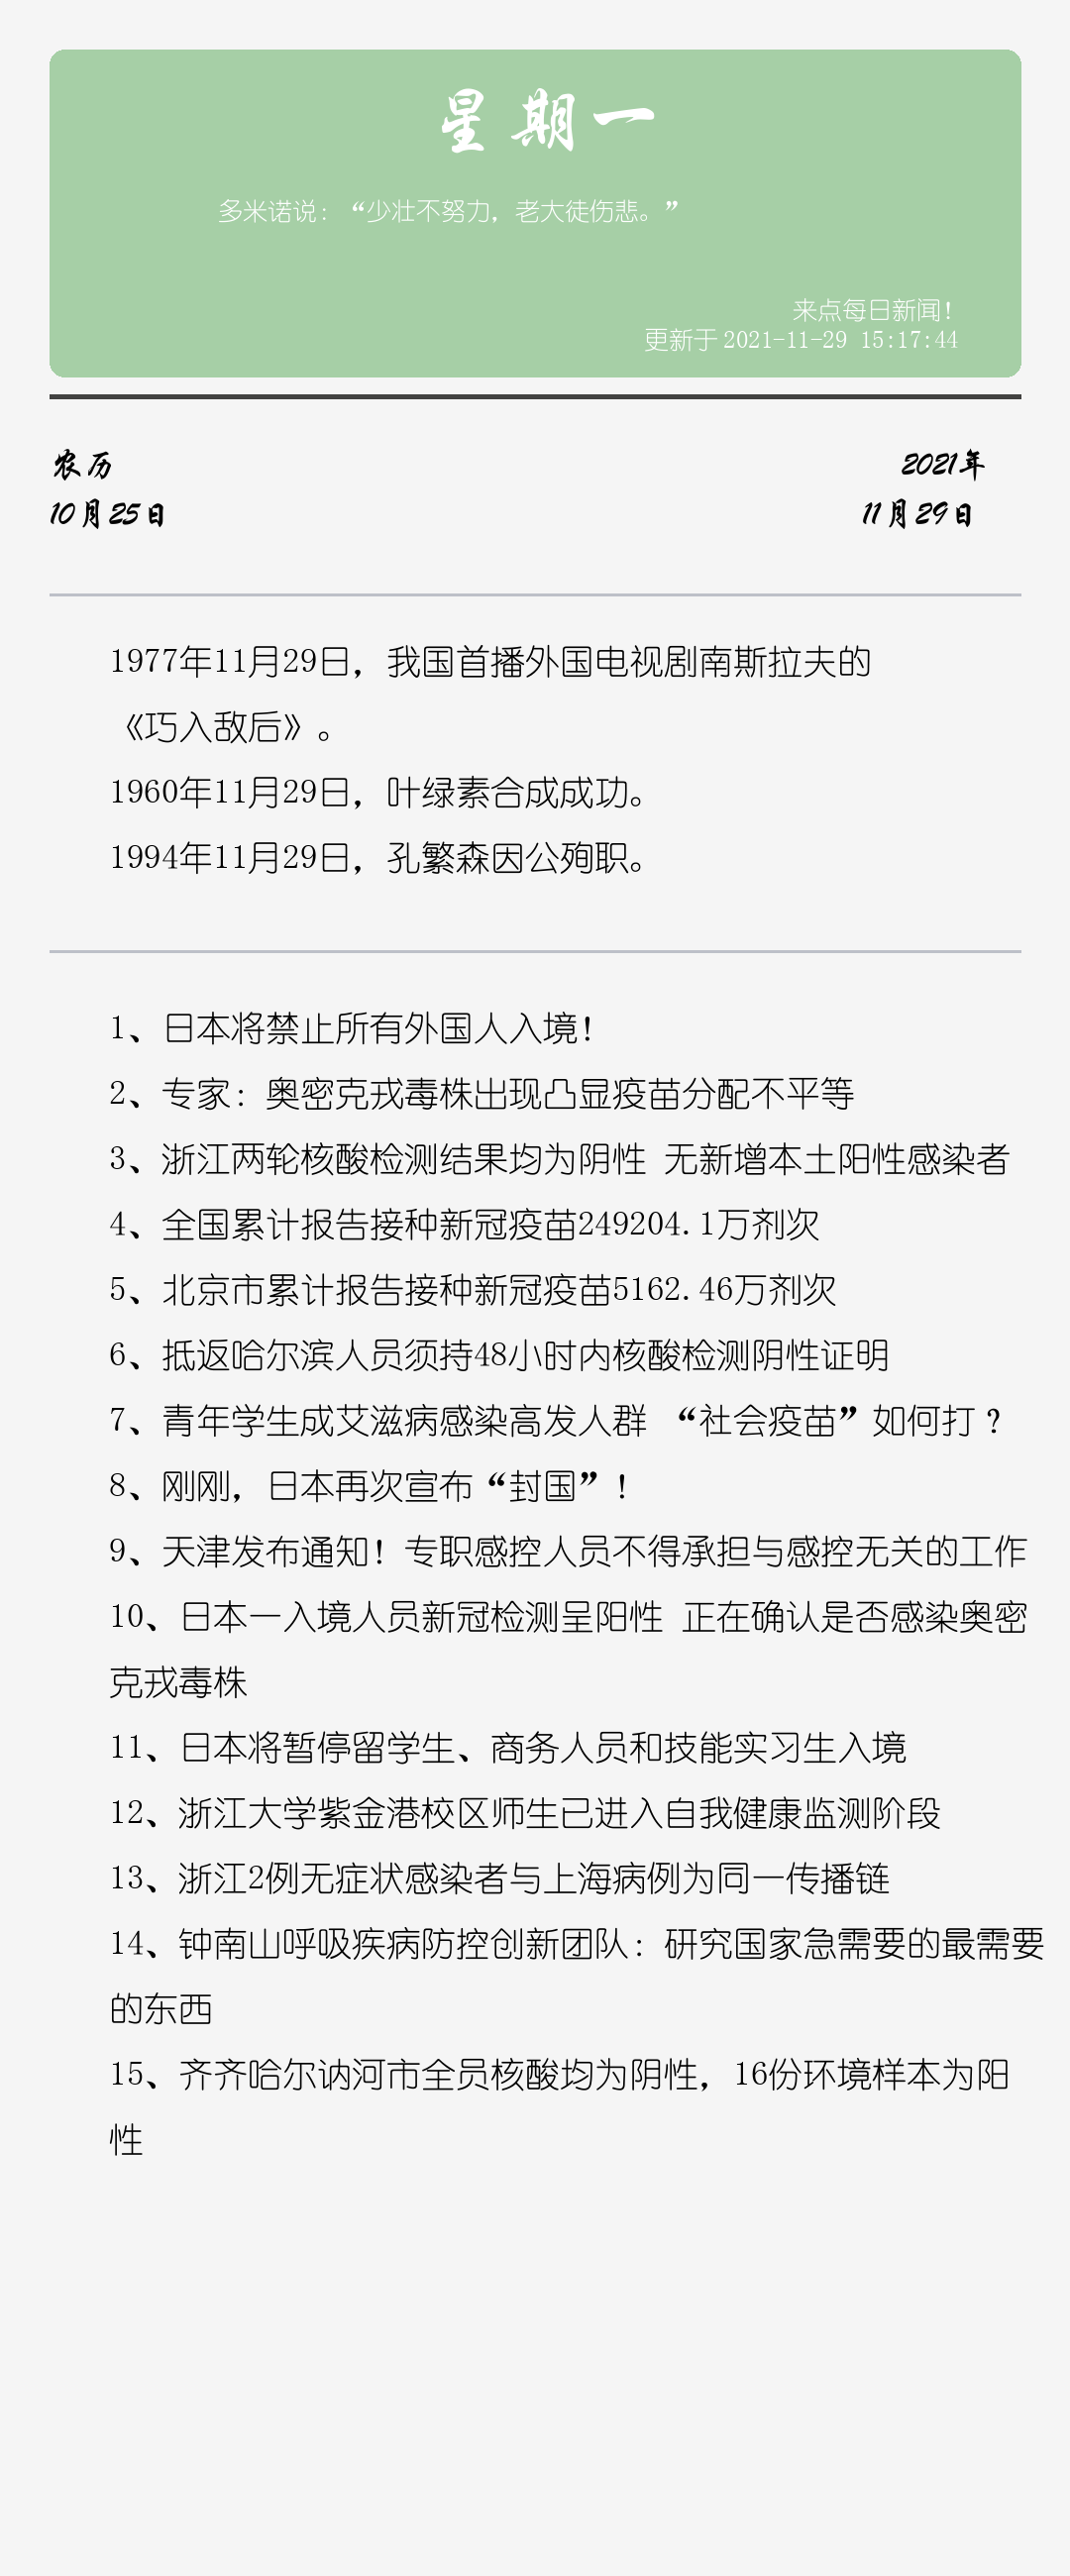 星期一
多米诺说：“少壮不努力，老大徒伤悲。”
来点每日新闻！
更新于2021-11-29 15:17:44
农历
2021年
10月25日
11月29日
1977年11月29日，我国首播外国电视剧南斯拉夫的
《巧入敌后》。
1960年11月29日，叶绿素合成成功。
1994年11月29日，孔繁森因公殉职。
1、日本将禁止所有外国人入境！
2、专家：奥密克戎毒株出现凸显疫苗分配不平等
3、浙江两轮核酸检测结果均为阴性 无新增本土阳性感染者
4、全国累计报告接种新冠疫苗249204.1万剂次
5、北京市累计报告接种新冠疫苗5162.46万剂次
6、抵返哈尔滨人员须持48小时内核酸检测阴性证明
7、青年学生成艾滋病感染高发人群 “社会疫苗”如何打？
8、刚刚，日本再次宣布“封国”！
9、天津发布通知！专职感控人员不得承担与感控无关的工作
10、日本一入境人员新冠检测呈阳性 正在确认是否感染奥密
克戎毒株
11、日本将暂停留学生、商务人员和技能实习生入境
12、浙江大学紫金港校区师生已进入自我健康监测阶段
13、浙江2例无症状感染者与上海病例为同一传播链
14、钟南山呼吸疾病防控创新团队：研究国家急需要的最需要
的东西
15、齐齐哈尔讷河市全员核酸均为阴性，16份环境样本为阳
性